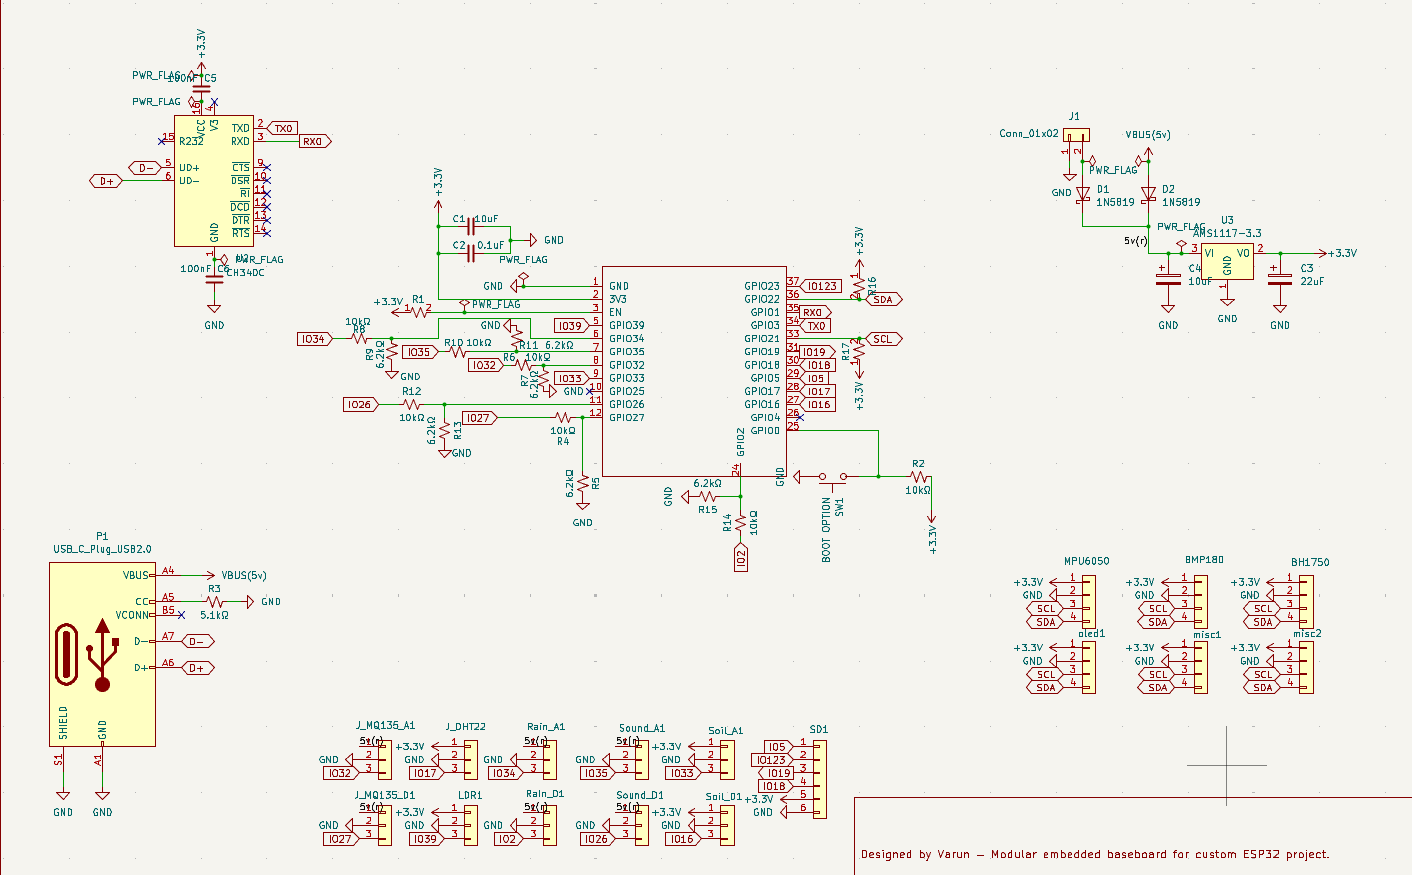 +3.3V
PWR_FLAG
100nF C5
PWR_FLAG
16
4
VCC
V3
TXD 2 TX0
15 R232
RXD 3 RX0
D- 5 UD+
D+ 6 UD-
CTS 9
DSR 10
RI 11
DCD 12
DTR 13
RTS 14
GND
1
U2
PWR_FLAG
100nF C6
CH340C
GND
+3.3V
C1 10uF
C2 0.1uF
GND
PWR_FLAG
GND
1 GND
2 3V3
3 EN
5 GPIO39
6 GPIO34
7 GPIO35
8 GPIO32
9 GPIO33
10 GPIO25
11 GPIO26
12 GPIO27
+3.3V R1
1 2
PWR_FLAG
IO39
GND
IO34
10kΩ
R8
R9
6.2kΩ
GND
IO35
R10 10kΩ
R11 6.2kΩ
IO32
R6 10kΩ
R7
6.2kΩ
IO33
GND
IO26
R12
10kΩ
R13
6.2kΩ
GND
IO27
10kΩ
R4
6.2kΩ
R5
GND
GPIO23 37 IO123
GPIO22 36 SDA
GPIO1 35 RX0
GPIO3 34 TX0
GPIO21 33 SCL
GPIO19 31 IO19
GPIO18 30 IO18
GPIO5 29 IO5
GPIO17 28 IO17
GPIO16 27 IO16
GPIO4 26
GPIO0 25
GPIO2
24
+3.3V
R16
1
2
R17
2
1
+3.3V
GND
6.2kΩ
R15
R14
10kΩ
IO2
GND
BOOT OPTION
SW1
R2
10kΩ
+3.3V
J1
Conn_01x02
1
2
VBUS(5v)
PWR_FLAG
GND
D1
1N5819
D2
1N5819
PWR_FLAG
5v(r)
U3
AMS1117-3.3
3 VI
VO 2
GND
1
+3.3V
C4
10uF
C3
22uF
GND
GND
GND
P1
USB_C_Plug_USB2.0
VBUS A4 VBUS(5v)
CC A5
VCONN B5
D- A7 D-
D+ A6 D+
R3
5.1kΩ
GND
SHIELD
GND
S1
A1
GND
GND
MPU6050
+3.3V 1
GND 2
SCL 3
SDA 4
BMP180
+3.3V 1
GND 2
SCL 3
SDA 4
BH1750
+3.3V 1
GND 2
SCL 3
SDA 4
oled1
+3.3V 1
GND 2
SCL 3
SDA 4
misc1
+3.3V 1
GND 2
SCL 3
SDA 4
misc2
+3.3V 1
GND 2
SCL 3
SDA 4
J_MQ135_A1
5v(r) 1
GND 2
IO32 3
J_DHT22
+3.3V 1
GND 2
IO17 3
Rain_A1
5v(r) 1
GND 2
IO34 3
Sound_A1
5v(r) 1
GND 2
IO35 3
Soil_A1
+3.3V 1
GND 2
IO33 3
SD1
IO5 1
IO123 2
IO19 3
IO18 4
+3.3V 5
GND 6
J_MQ135_D1
5v(r) 1
GND 2
IO27 3
LDR1
+3.3V 1
GND 2
IO39 3
Rain_D1
5v(r) 1
GND 2
IO2 3
Sound_D1
5v(r) 1
GND 2
IO26 3
Soil_D1
+3.3V 1
GND 2
IO16 3
Designed by Varun – Modular embedded baseboard for custom ESP32 project.